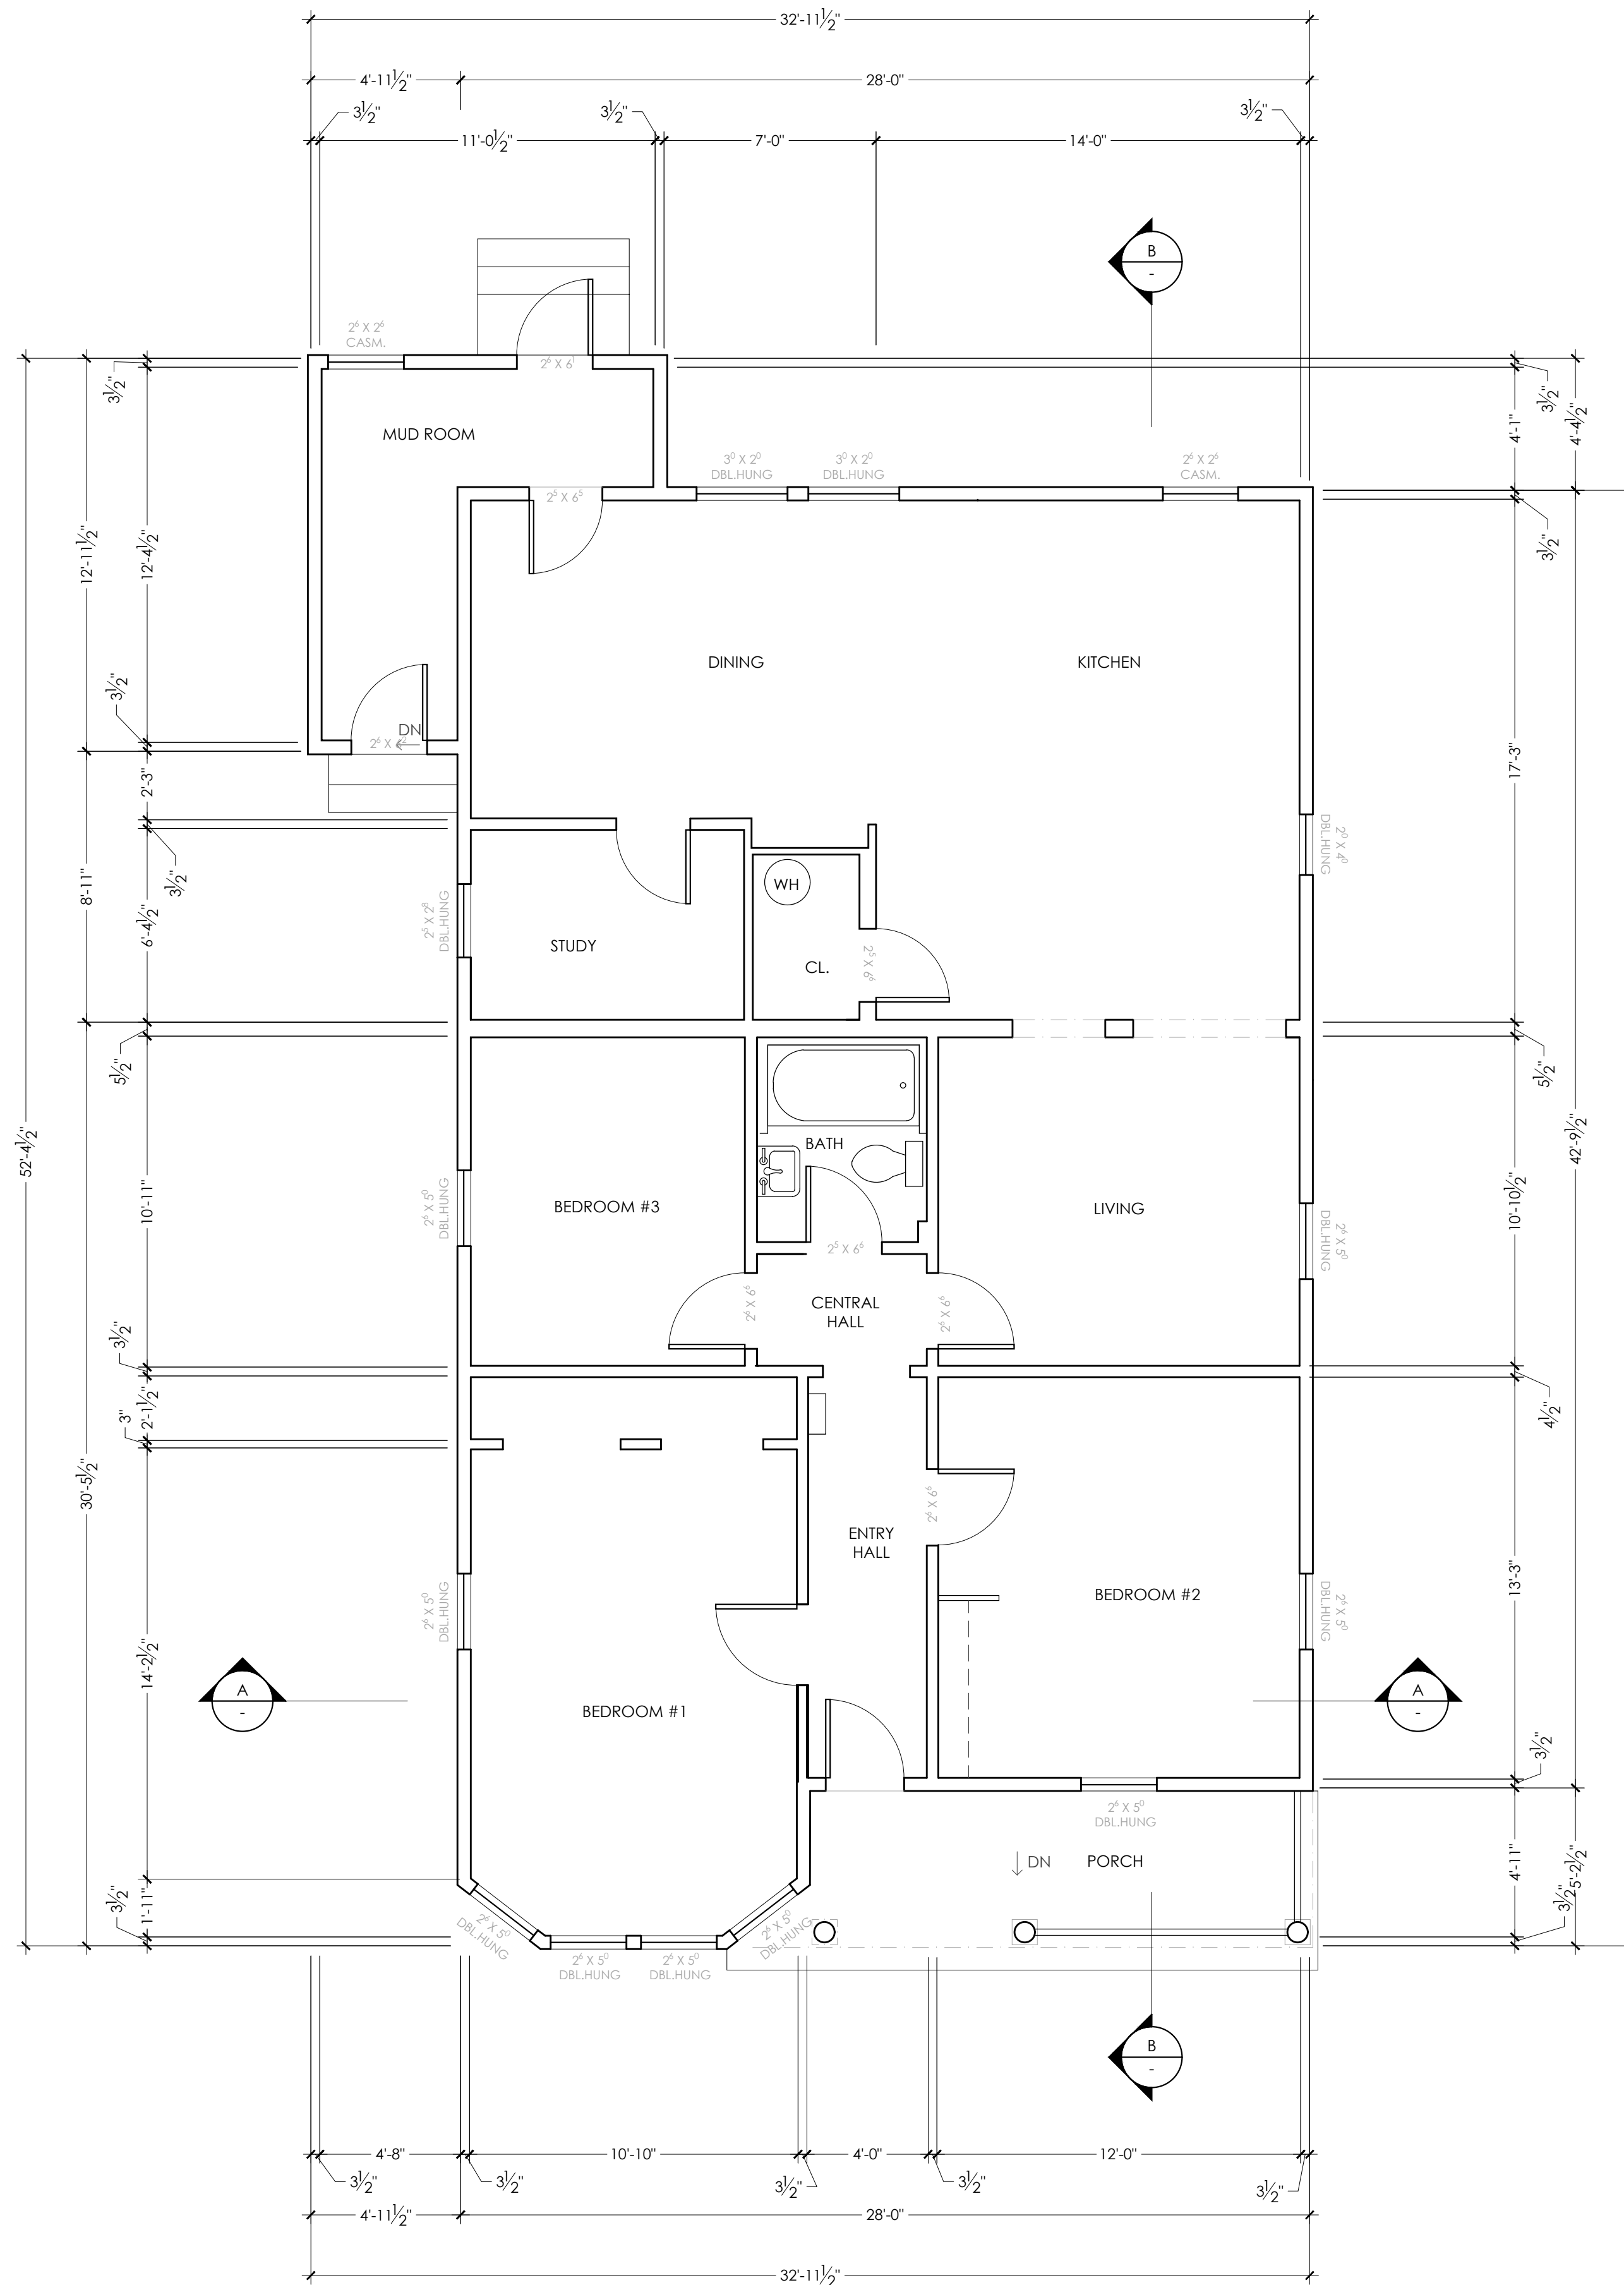 32'-11½"
4'-11½"
28'-0"
3½"
3½"
3½"
11'-0½"
7'-0"
14'-0"
B
-
2⁶ X 2⁶
CASM.
2⁶ X 6
3½"
3½"
4'-1"
4'-4½"
MUD ROOM
3⁰ X 2⁰
DBL.HUNG
3⁰ X 2⁰
DBL.HUNG
2⁶ X 2⁶
CASM.
2⁵ X 6⁵
3½"
12'-11½"
12'-4½"
DINING
KITCHEN
3½"
DN
2⁶ X
17'-3"
2'-3"
2⁰ X 4⁰
DBL.HUNG
8'-11"
3½"
WH
6'-4½"
2⁵ X 2⁸
DBL.HUNG
STUDY
CL.
2⁵ X 6⁶
5½"
5½"
52'-4½"
42'-9½"
BATH
10'-11"
2⁶ X 5⁰
DBL.HUNG
BEDROOM #3
LIVING
10'-10½"
2⁶ X 5⁰
DBL.HUNG
2⁵ X 6⁶
2⁶ X 6⁶
CENTRAL
HALL
2⁶ X 6⁶
3½"
2'-1½"
3"
4½"
30'-5½"
2⁶ X 6⁶
ENTRY
HALL
BEDROOM #2
13'-3"
2⁶ X 5⁰
DBL.HUNG
2⁶ X 5⁰
DBL.HUNG
14'-2½"
A
-
BEDROOM #1
A
-
3½"
2⁶ X 5⁰
DBL.HUNG
DN
PORCH
4'-11"
5'-2½"
3½"
3½"
1'-11"
2⁶ X 5⁰
DBL.HUNG
2⁶ X 5⁰
DBL.HUNG
2⁶ X 5⁰
DBL.HUNG
2⁶ X 5⁰
DBL.HUNG
B
-
4'-8"
10'-10"
4'-0"
12'-0"
3½"
3½"
3½"
3½"
3½"
4'-11½"
28'-0"
32'-11½"